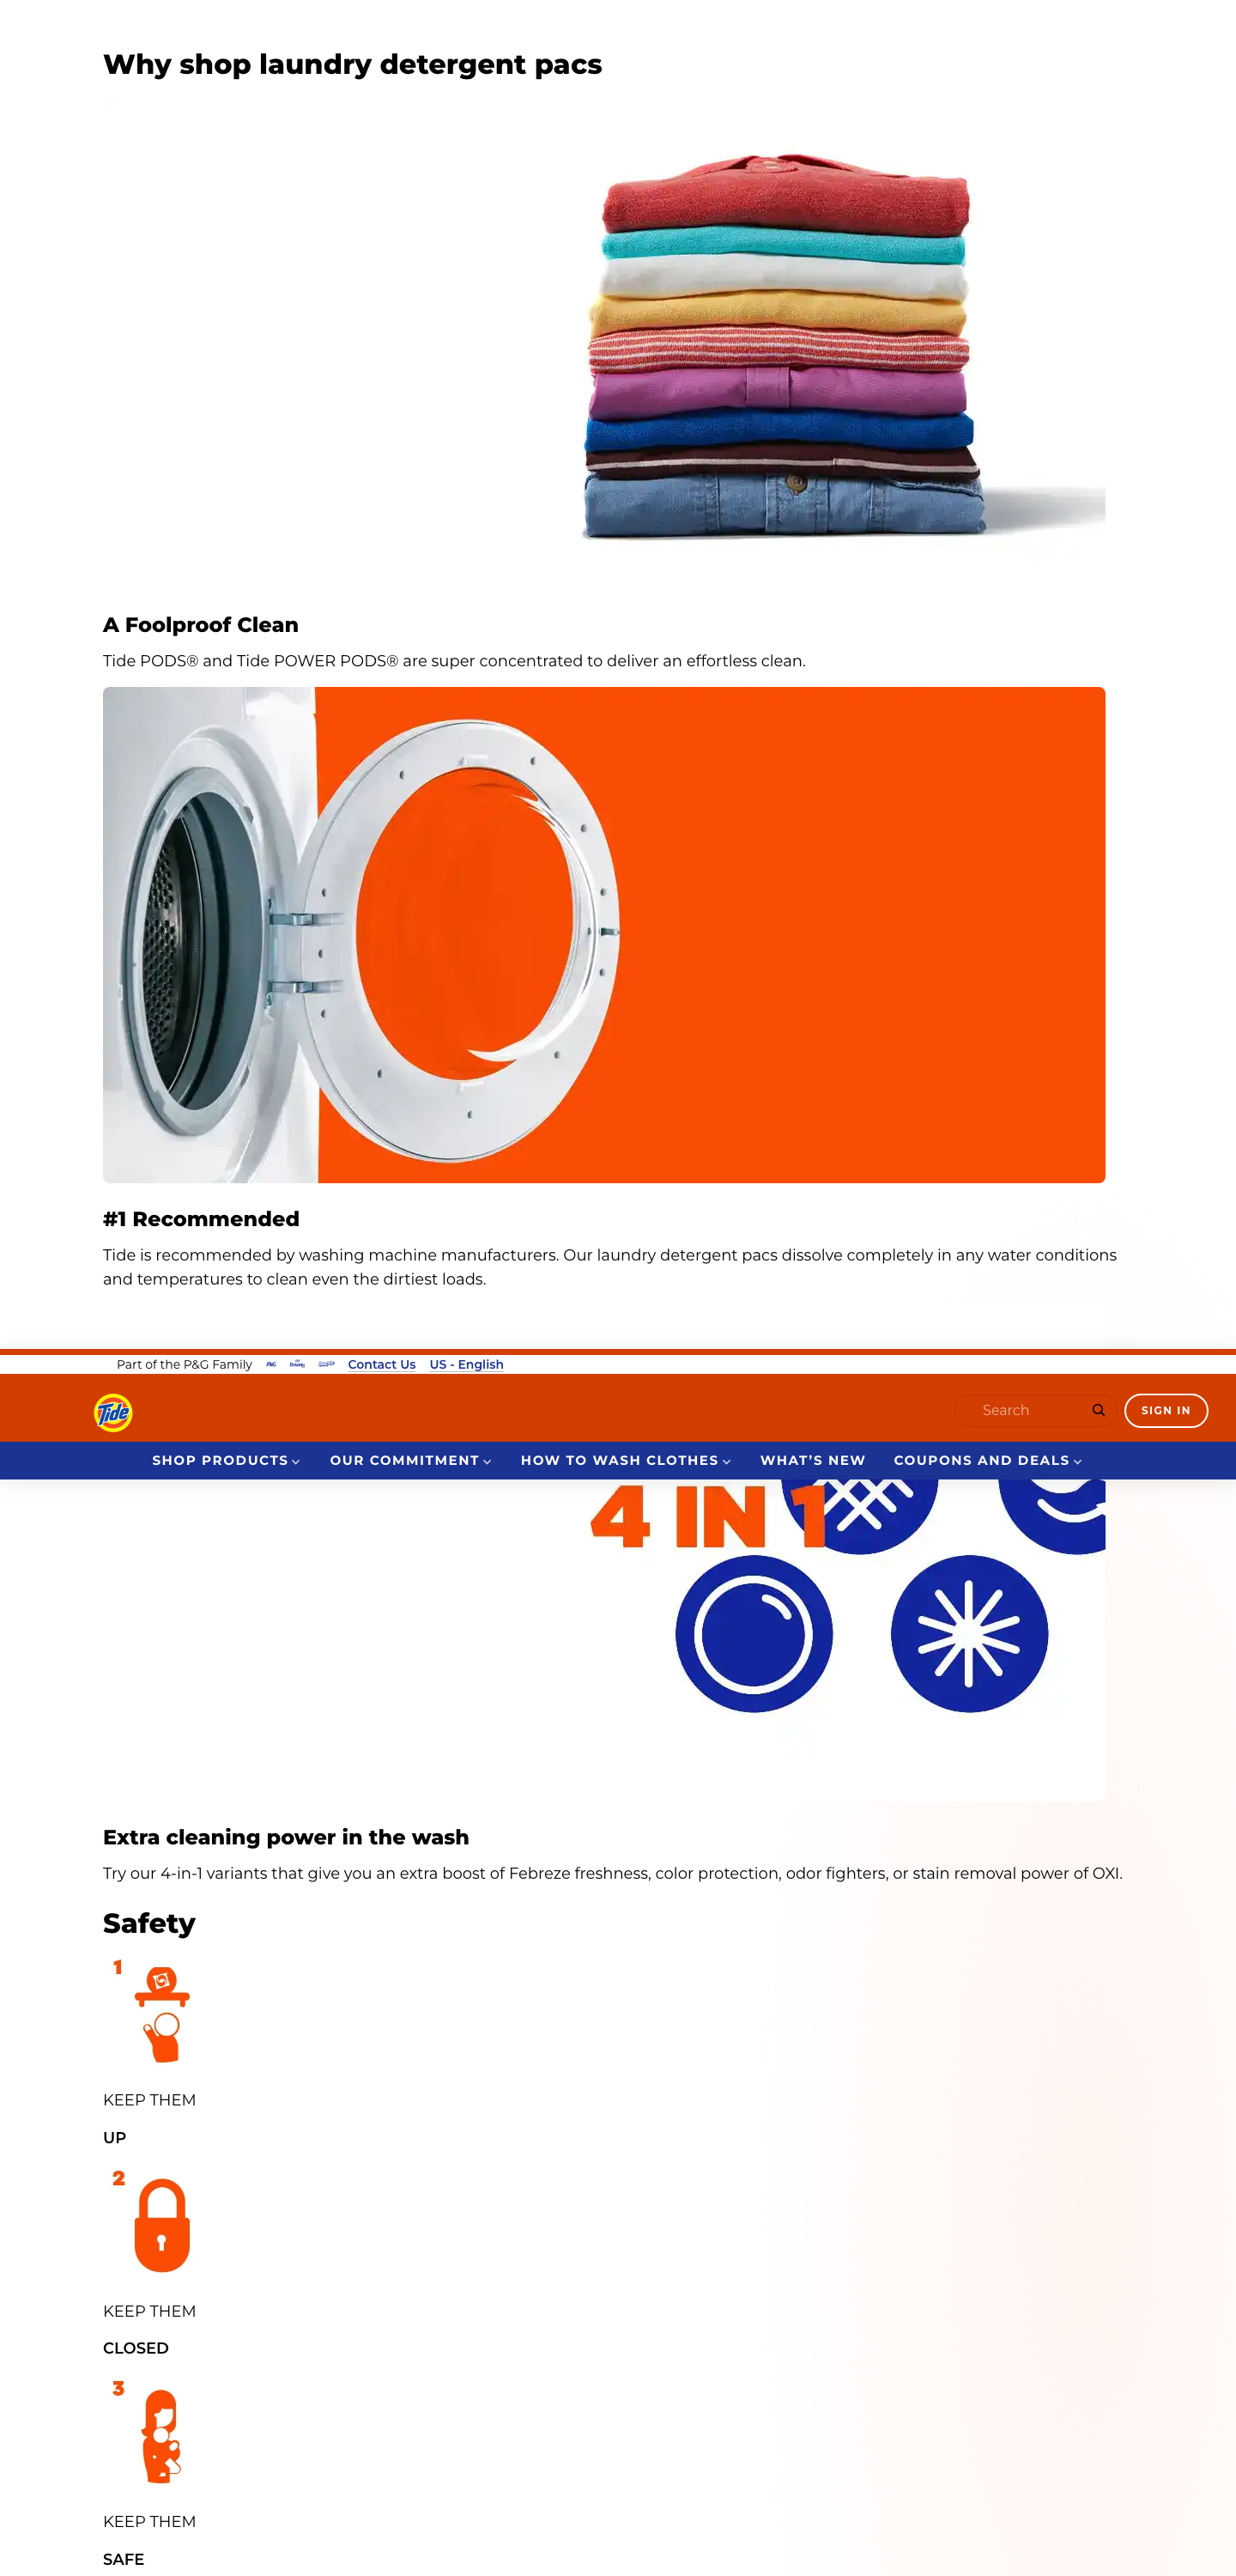 Why shop laundry detergent pacs
A Foolproof Clean
Tide PODS® and Tide POWER PODS® are super concentrated to deliver an effortless clean.
#1 Recommended
Tide is recommended by washing machine manufacturers. Our laundry detergent pacs dissolve completely in any water conditions
and temperatures to clean even the dirtiest loads.
Part of the P&G Family P&G Downy Contact Us US - English
Tide
Search
SIGN IN
SHOP PRODUCTS OUR COMMITMENT HOW TO WASH CLOTHES WHAT’S NEW COUPONS AND DEALS
4 IN 1
Extra cleaning power in the wash
Try our 4-in-1 variants that give you an extra boost of Febreze freshness, color protection, odor fighters, or stain removal power of OXI.
Safety
1
KEEP THEM
UP
2
KEEP THEM
CLOSED
3
KEEP THEM
SAFE